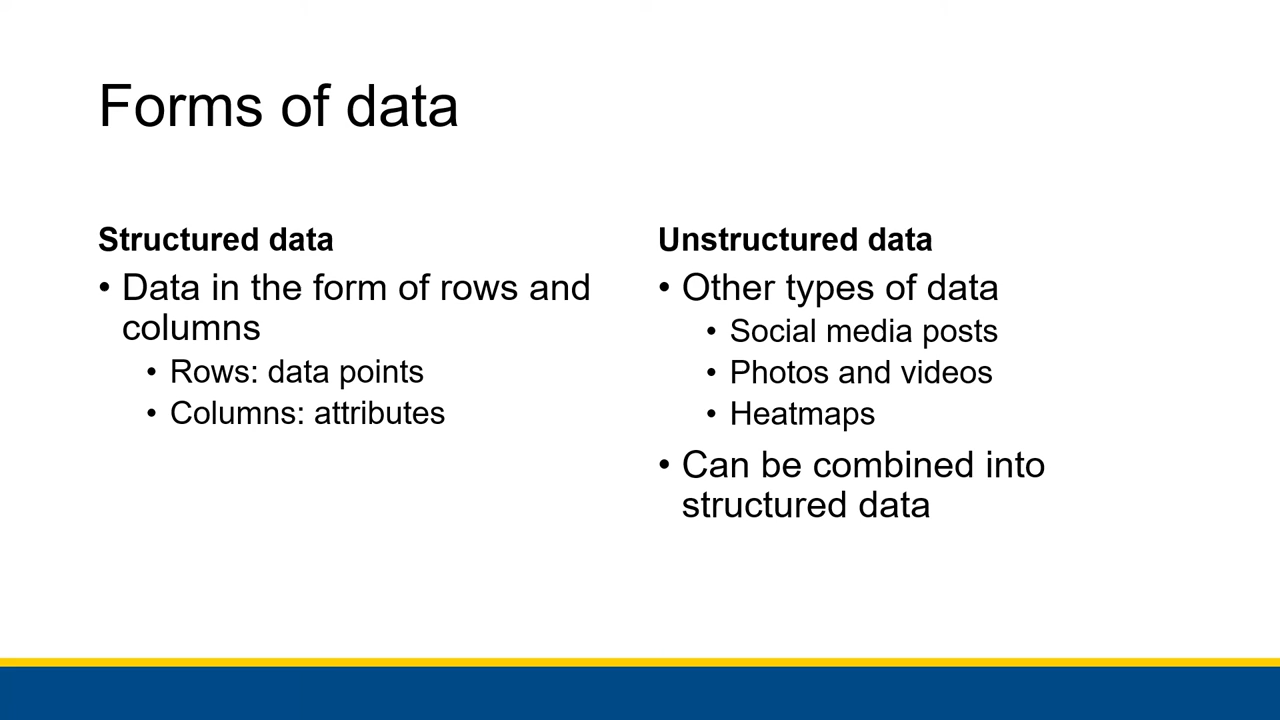 Forms of data
Structured data
• Data in the form of rows and
columns
• Rows: data points
• Columns: attributes
Unstructured data
• Other types of data
• Social media posts
• Photos and videos
• Heatmaps
• Can be combined into
structured data